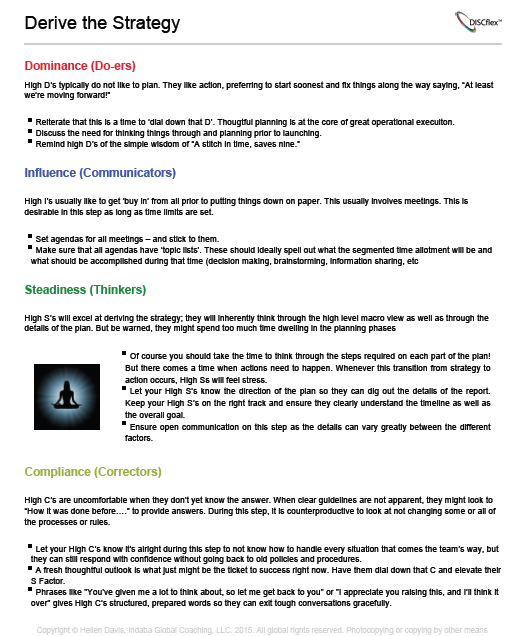 Derive the Strategy
DISCflex™
Dominance (Do-ers)
High D's typically do not like to plan. They like action, preferring to start soonest and fix things along the way saying, "At least
we're moving forward!"
▪ Reiterate that this is a time to 'dial down that D'. Thougtful planning is at the core of great operational execuiton.
▪ Discuss the need for thinking things through and planning prior to launching.
▪ Remind high D's of the simple wisdom of "A stitch in time, saves nine."
Influence (Communicators)
High I's usually like to get 'buy in' from all prior to putting things down on paper. This usually involves meetings. This is
desirable in this step as long as time limits are set.
▪ Set agendas for all meetings – and stick to them.
▪ Make sure that all agendas have 'topic lists'. These should ideally spell out what the segmented time allotment will be and
what should be accomplished during that time (decision making, brainstorming, information sharing, etc
Steadiness (Thinkers)
High S's will excel at deriving the strategy; they will inherently think through the high level macro view as well as through the
details of the plan. But be warned, they might spend too much time dwelling in the planning phases
▪ Of course you should take the time to think through the steps required on each part of the plan!
But there comes a time when actions need to happen. Whenever this transition from strategy to
action occurs, High Ss will feel stress.
▪ Let your High S's know the direction of the plan so they can dig out the details of the report.
Keep your High S's on the right track and ensure they clearly understand the timeline as well as
the overall goal.
▪ Ensure open communication on this step as the details can vary greatly between the different
factors.
Compliance (Correctors)
High C's are uncomfortable when they don't yet know the answer. When clear guidelines are not apparent, they might look to
"How it was done before...." to provide answers. During this step, it is counterproductive to look at not changing some or all of
the processes or rules.
▪ Let your High C's know it's alright during this step to not know how to handle every situation that comes the team's way, but
they can still respond with confidence without going back to old policies and procedures.
▪ A fresh thoughtful outlook is what just might be the ticket to success right now. Have them dial down that C and elevate their
S Factor.
▪ Phrases like "You've given me a lot to think about, so let me get back to you" or "I appreciate you raising this, and I'll think it
over" gives High C's structured, prepared words so they can exit tough conversations gracefully.
Copyright © Hellen Davis, Indaba Global Coaching, LLC. 2015. All global rights reserved. Photocopying or copying by other means